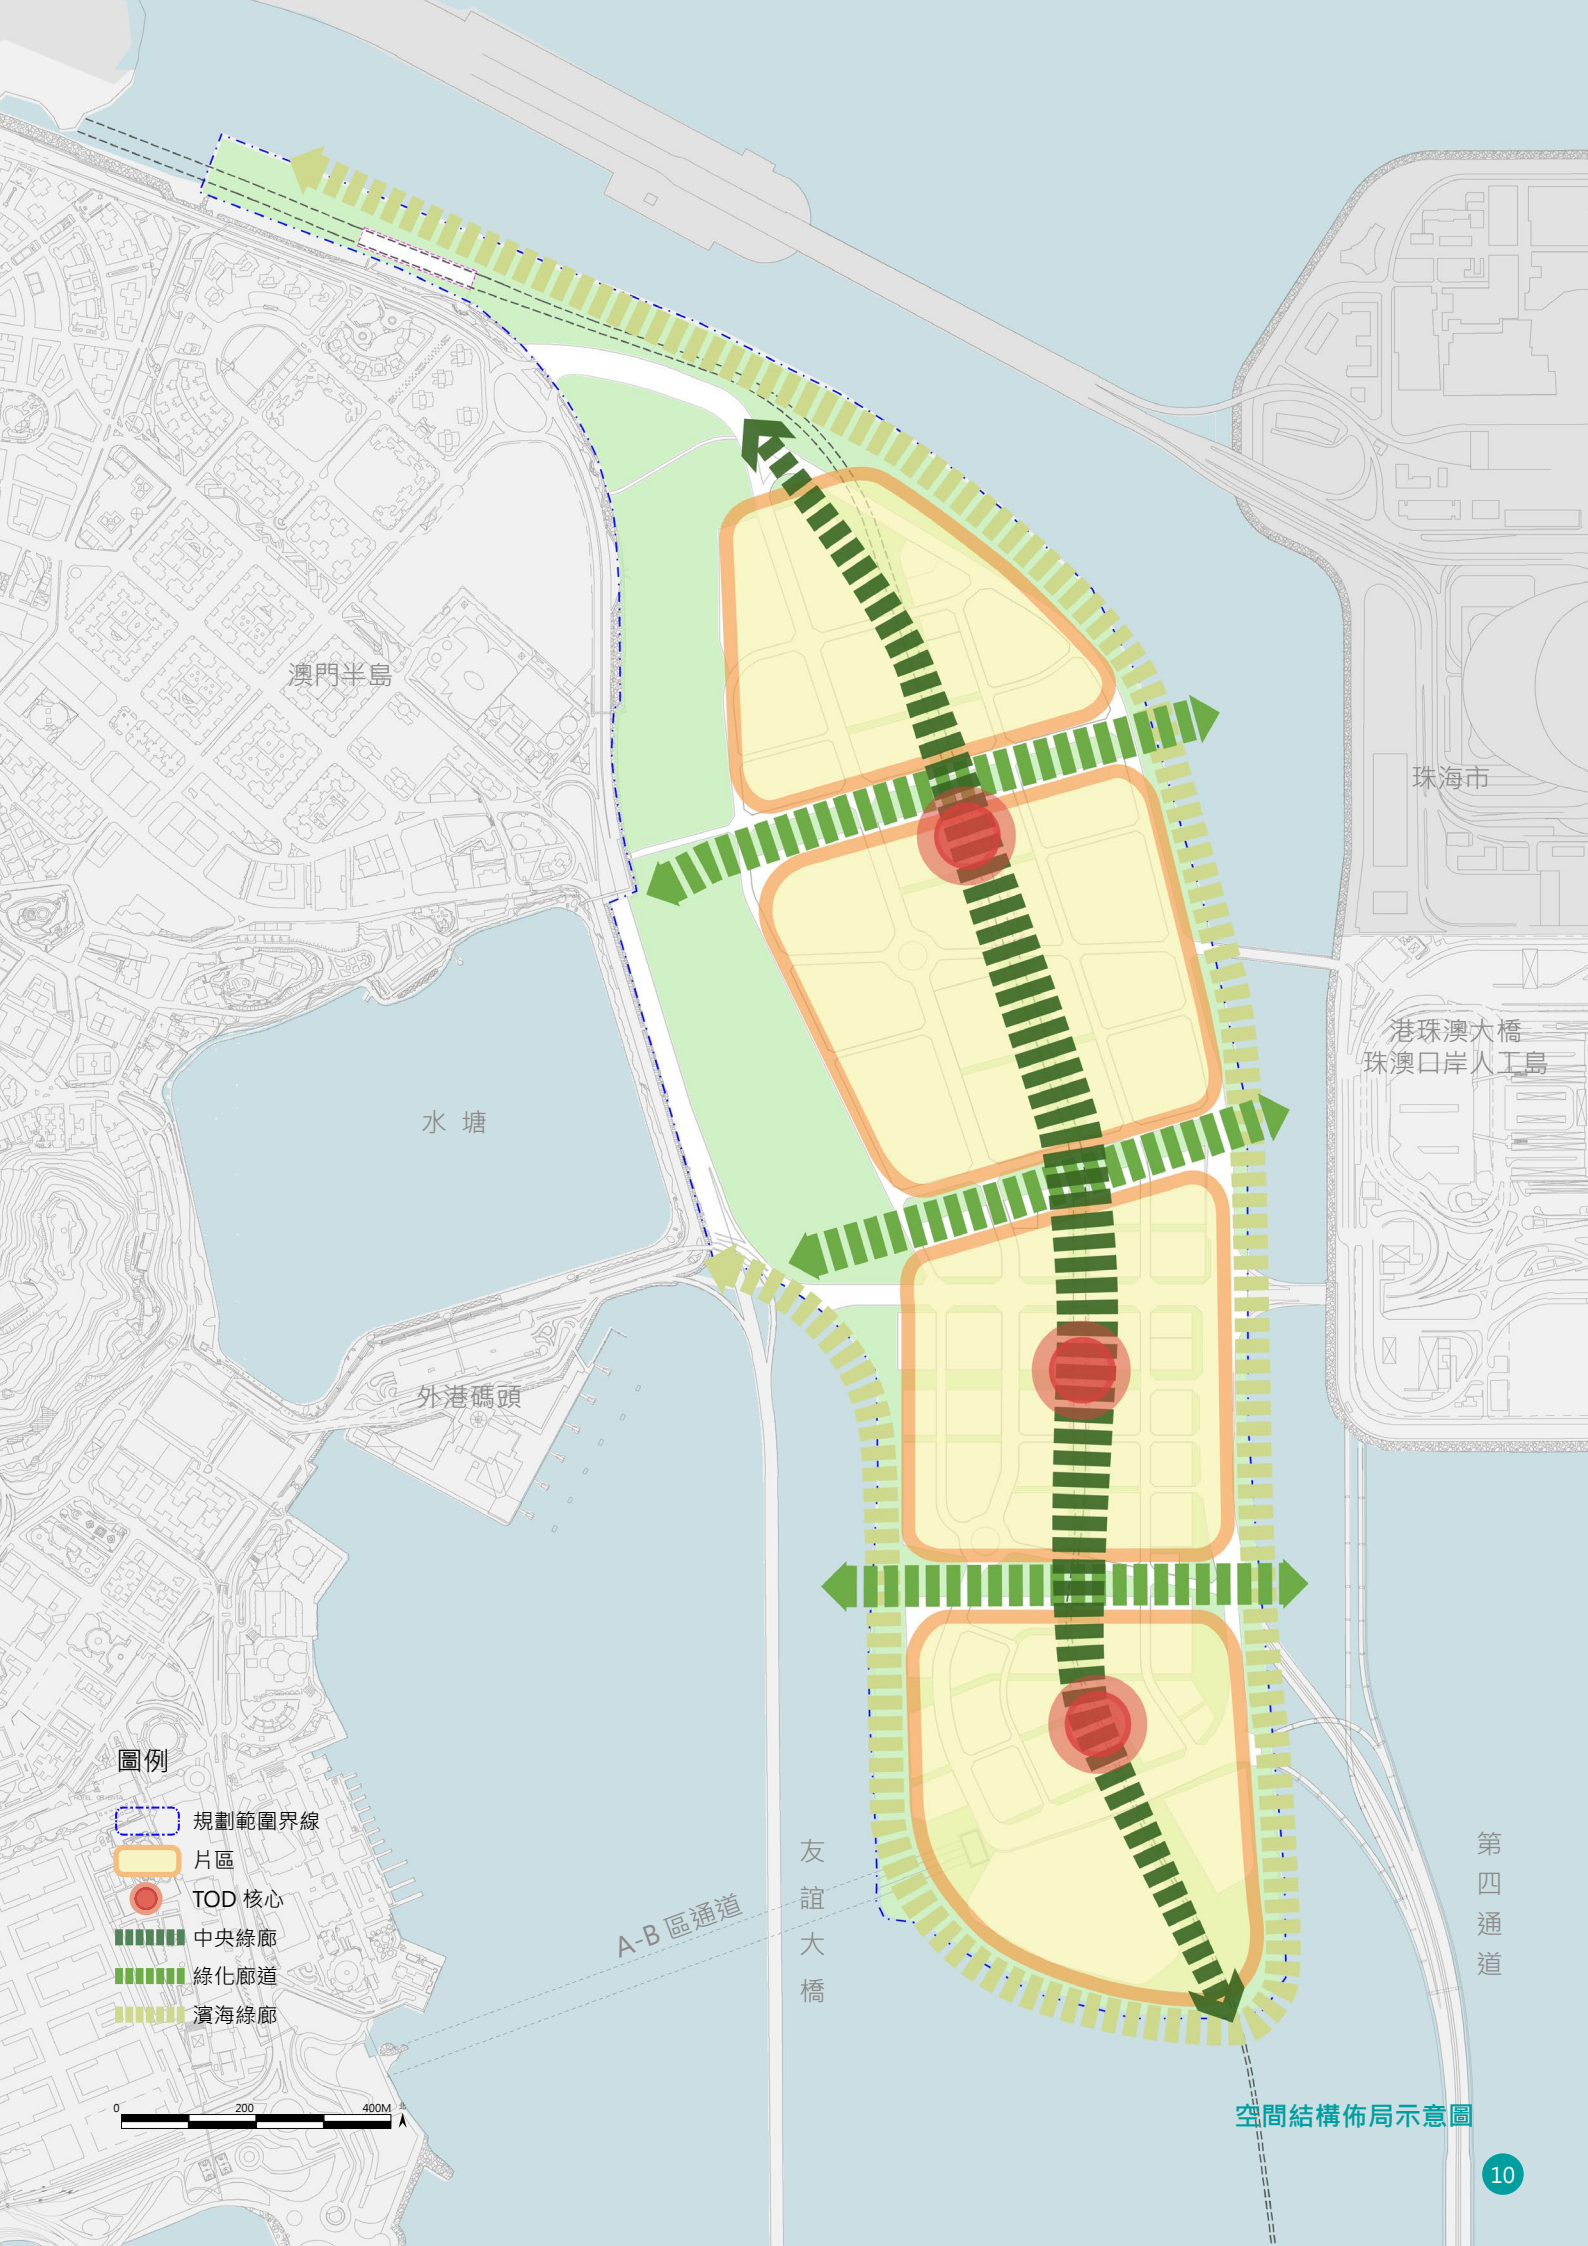 澳門半島
珠海市
港珠澳大橋
珠澳口岸人工島
水 塘
外港碼頭
圖例
規劃範圍界線
片區
TOD 核心
中央綠廊
綠化廊道
濱海綠廊
A-B 區通道
友誼大橋
第四通道
0 200 400M 北
空間結構佈局示意圖
10